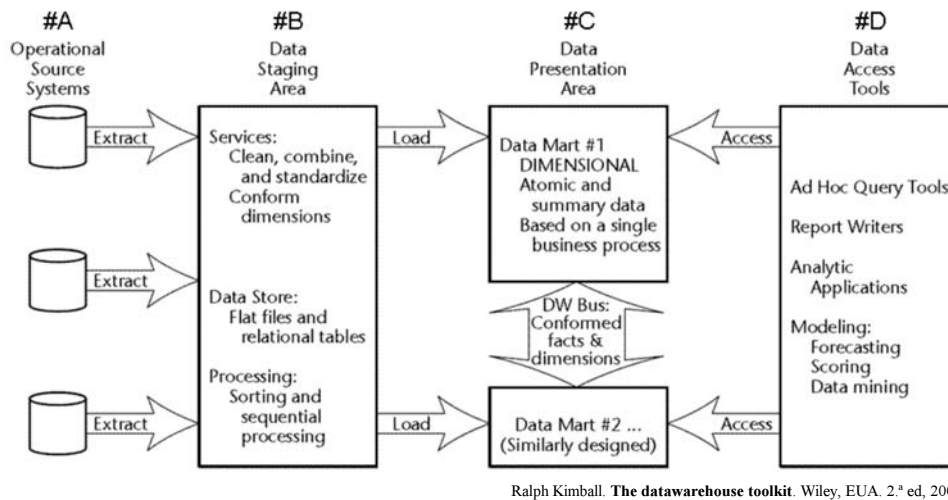 #A
Operational
Source
Systems
Extract
Extract
Extract
#B
Data
Staging
Area
Services:
Clean, combine,
and standardize
Conform
dimensions
Data Store:
Flat files and
relational tables
Processing:
Sorting and
sequential
processing
Load
Load
#C
Data
Presentation
Area
Data Mart #1
DIMENSIONAL
Atomic and
summary data
Based on a single
business process
DW Bus:
Conformed
facts &
dimensions
Data Mart #2 ...
(Similarly designed)
Access
Access
#D
Data
Access
Tools
Ad Hoc Query Tools
Report Writers
Analytic
Applications
Modeling:
Forecasting
Scoring
Data mining
Ralph Kimball. The datawarehouse toolkit. Wiley, EUA. 2.ª ed,